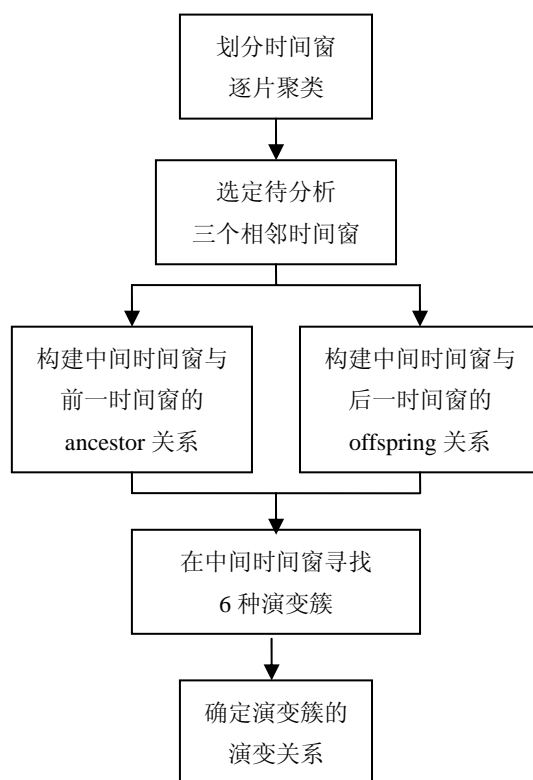 划分时间窗
逐片聚类
选定待分析
三个相邻时间窗
构建中间时间窗与
前一时间窗的
ancestor 关系
构建中间时间窗与
后一时间窗的
offspring 关系
在中间时间窗寻找
6 种演变簇
确定演变簇的
演变关系